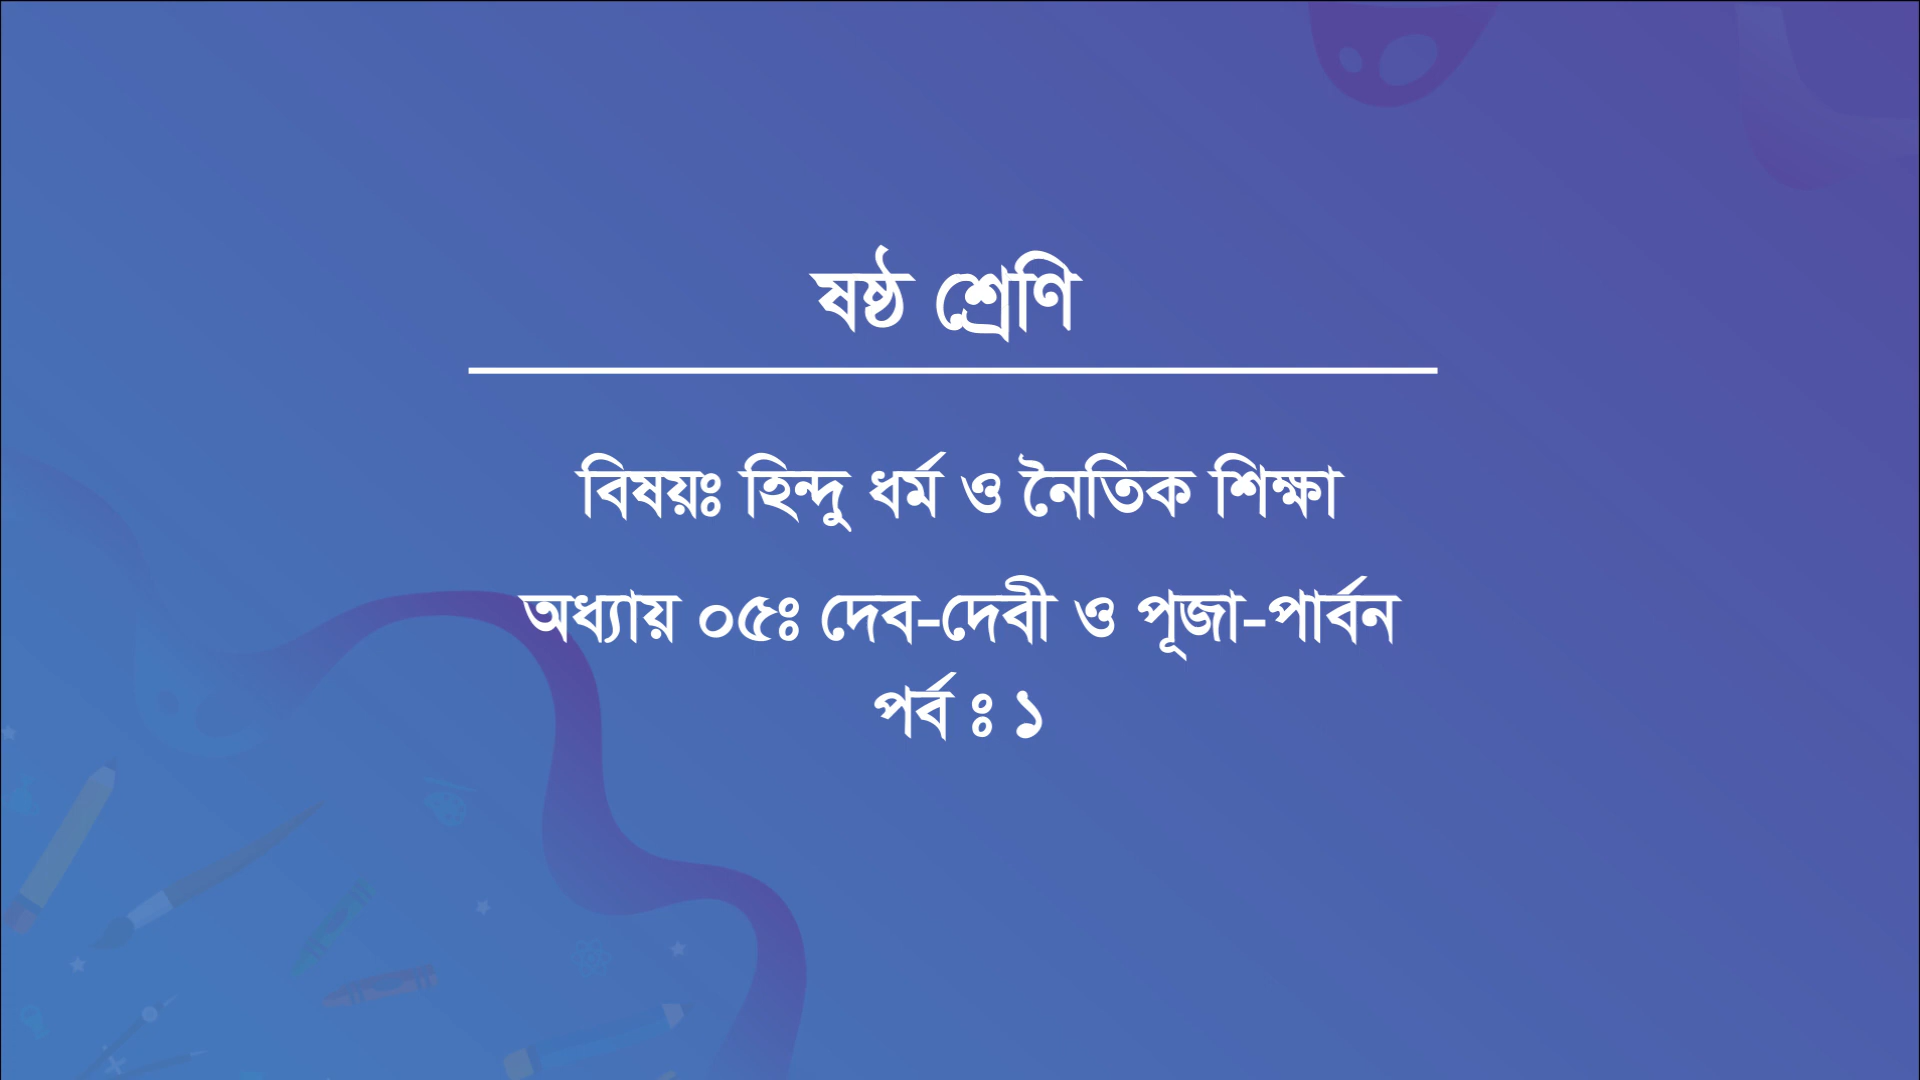 ষষ্ঠ শ্রেণি
বিষয়ঃ হিন্দু ধর্ম ও নৈতিক শিক্ষা
অধ্যায় ০৫ঃ দেব-দেবী ও পূজা-পার্বন
পর্ব ঃ ১